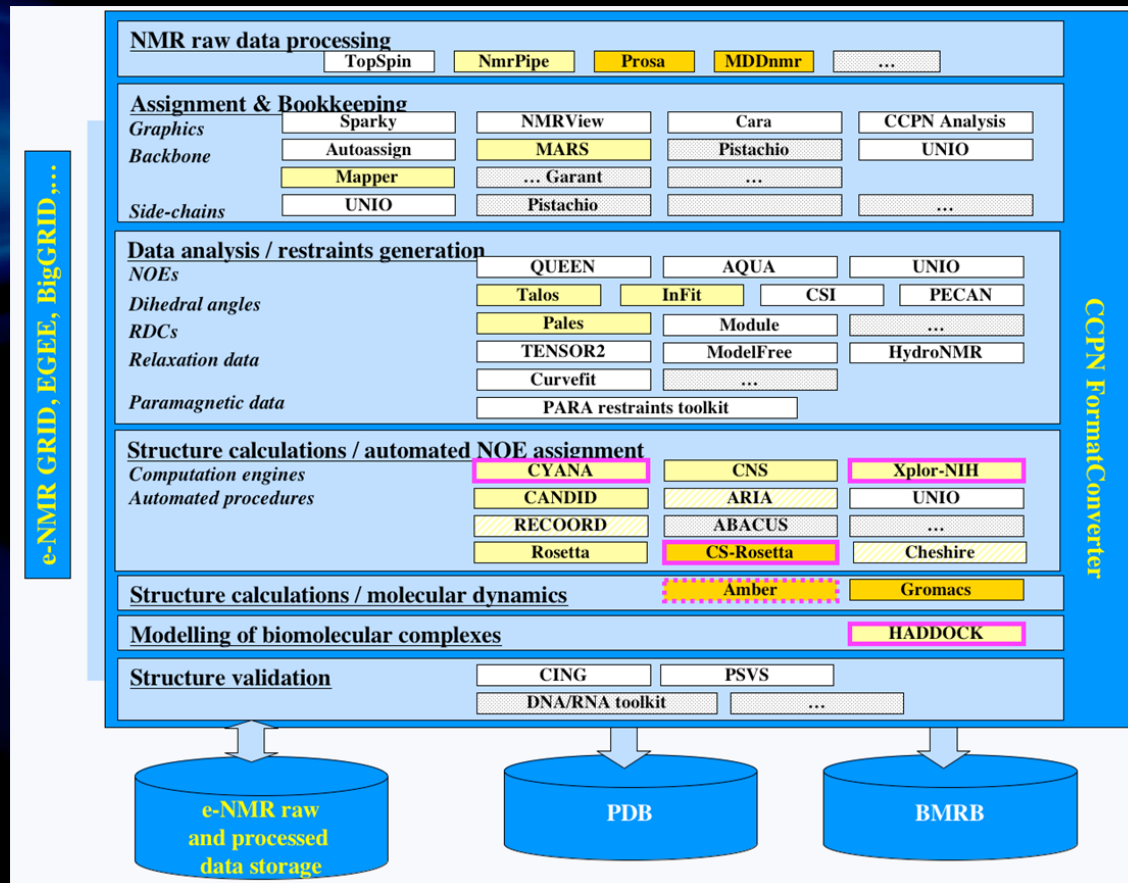 NMR raw data processing
TopSpin NmrPipe Prosa MDDnmr …
Assignment & Bookkeeping
Graphics Sparky NMRView Cara CCPN Analysis
Backbone Autoassign MARS Pistachio UNIO
Mapper … Garant …
Side-chains UNIO Pistachio …
Data analysis / restraints generation
NOEs QUEEN AQUA UNIO
Dihedral angles Talos InFit CSI PECAN
RDCs Pales Module …
Relaxation data TENSOR2 ModelFree HydroNMR
Curvefit …
Paramagnetic data PARA restraints toolkit
Structure calculations / automated NOE assignment
Computation engines CYANA CNS Xplor-NIH
Automated procedures CANDID ARIA UNIO
RECOORD ABACUS …
Rosetta CS-Rosetta Cheshire
Structure calculations / molecular dynamics Amber Gromacs
Modelling of biomolecular complexes HADDOCK
Structure validation CING PSVS
DNA/RNA toolkit …
e-NMR GRID, EGEE, BigGRID,…
CCPN FormatConverter
e-NMR raw
and processed
data storage
PDB
BMRB